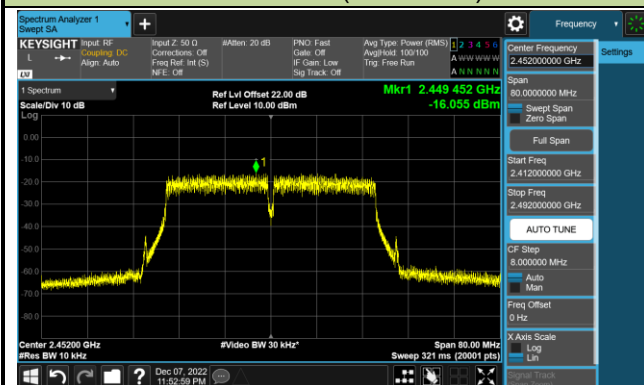 Spectrum Analyzer 1
Swept SA
Frequency
KEYSIGHT
L
LXI
Input: RF
Coupling: DC
Align: Auto
Input Z: 50 Ω
Corrections: Off
Freq Ref: Int (S)
NFE: Off
#Atten: 20 dB
PNO: Fast
Gate: Off
IF Gain: Low
Sig Track: Off
Avg Type: Power (RMS)
Avg|Hold: 100/100
Trig: Free Run
1 2 3 4 5 6
A W W W W W
A N N N N N
1 Spectrum
Scale/Div 10 dB
Log
Ref Lvl Offset 22.00 dB
Ref Level 10.00 dBm
Mkr1 2.449 452 GHz
-16.055 dBm
1
0.00
-10.0
-20.0
-30.0
-40.0
-50.0
-60.0
-70.0
-80.0
Center 2.45200 GHz
#Res BW 10 kHz
#Video BW 30 kHz*
Span 80.00 MHz
Sweep 321 ms (20001 pts)
Dec 07, 2022
11:52:59 PM
?
Center Frequency
2.452000000 GHz
Settings
Span
80.0000000 MHz
Swept Span
Zero Span
Full Span
Start Freq
2.412000000 GHz
Stop Freq
2.492000000 GHz
AUTO TUNE
CF Step
8.000000 MHz
Auto
Man
Freq Offset
0 Hz
X Axis Scale
Log
Lin
Signal Track